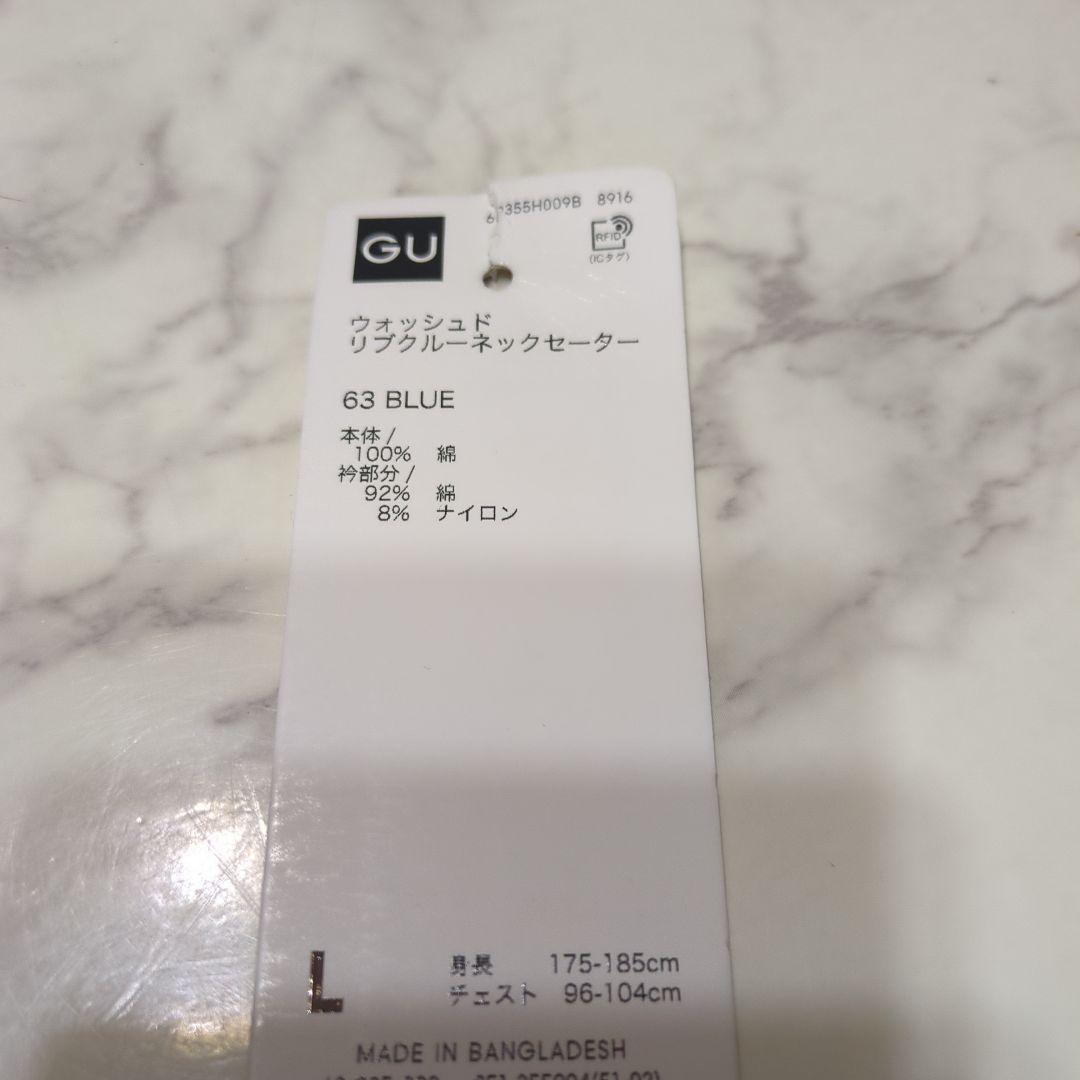 355H009B 8916
GU
RFID
(ICタグ)
ウォッシュド
リブクルーネックセーター
63 BLUE
本体/
100% 綿
衿部分/
92% 綿
8% ナイロン
L
身長 175-185cm
チェスト 96-104cm
MADE IN BANGLADESH